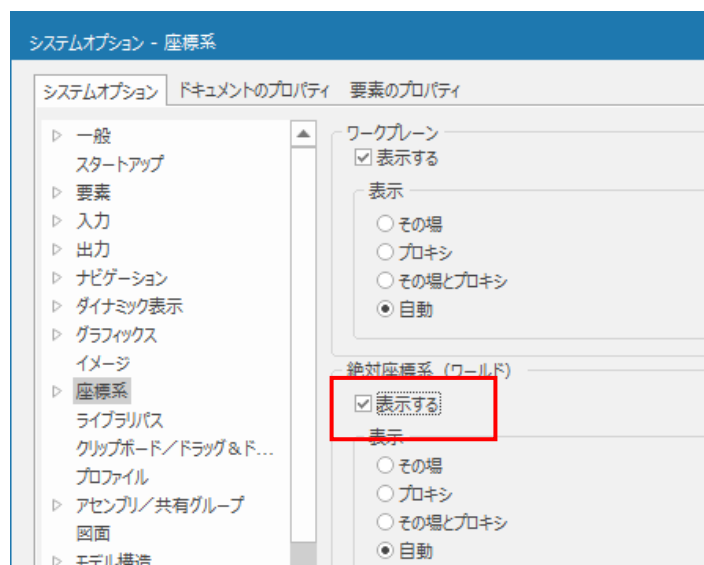 システムオプション - 座標系
システムオプション ドキュメントのプロパティ 要素のプロパティ
一般
スタートアップ
要素
入力
出力
ナビゲーション
ダイナミック表示
グラフィックス
イメージ
座標系
ライブラリパス
クリップボード／ドラッグ＆ド...
プロファイル
アセンブリ／共有グループ
図面
モデル構造
ワークプレーン
表示する
表示
その場
プロキシ
その場とプロキシ
自動
絶対座標系（ワールド）
表示する
表示
その場
プロキシ
その場とプロキシ
自動